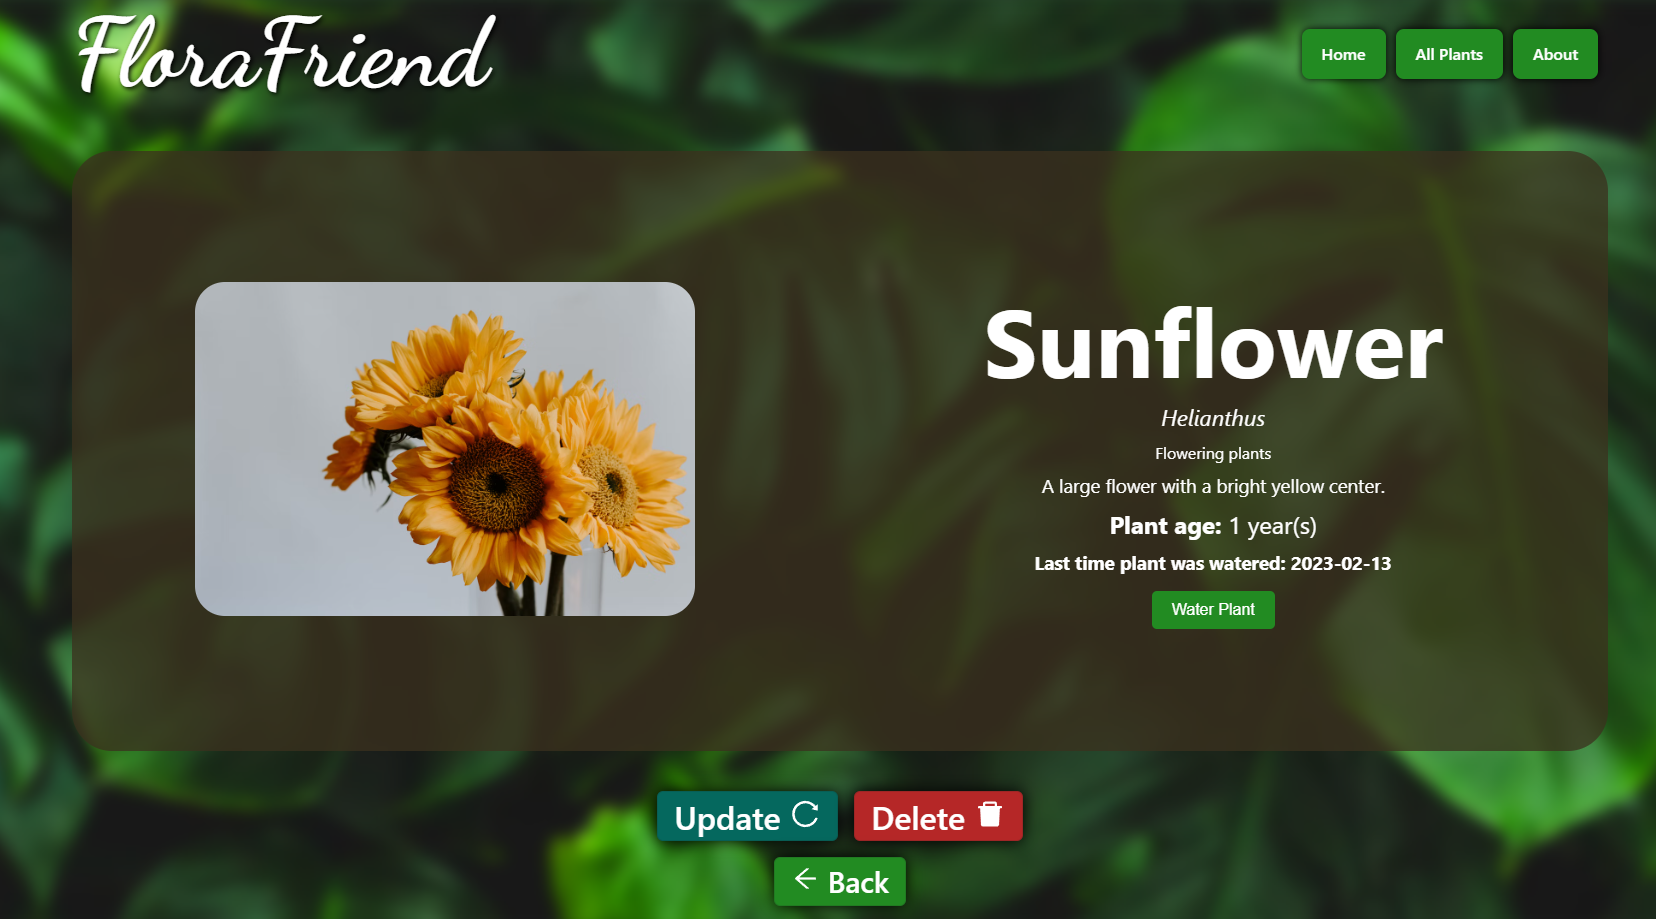 FloraFriend
Home
All Plants
About
Sunflower
Helianthus
Flowering plants
A large flower with a bright yellow center.
Plant age: 1 year(s)
Last time plant was watered: 2023-02-13
Water Plant
Update
Delete
Back